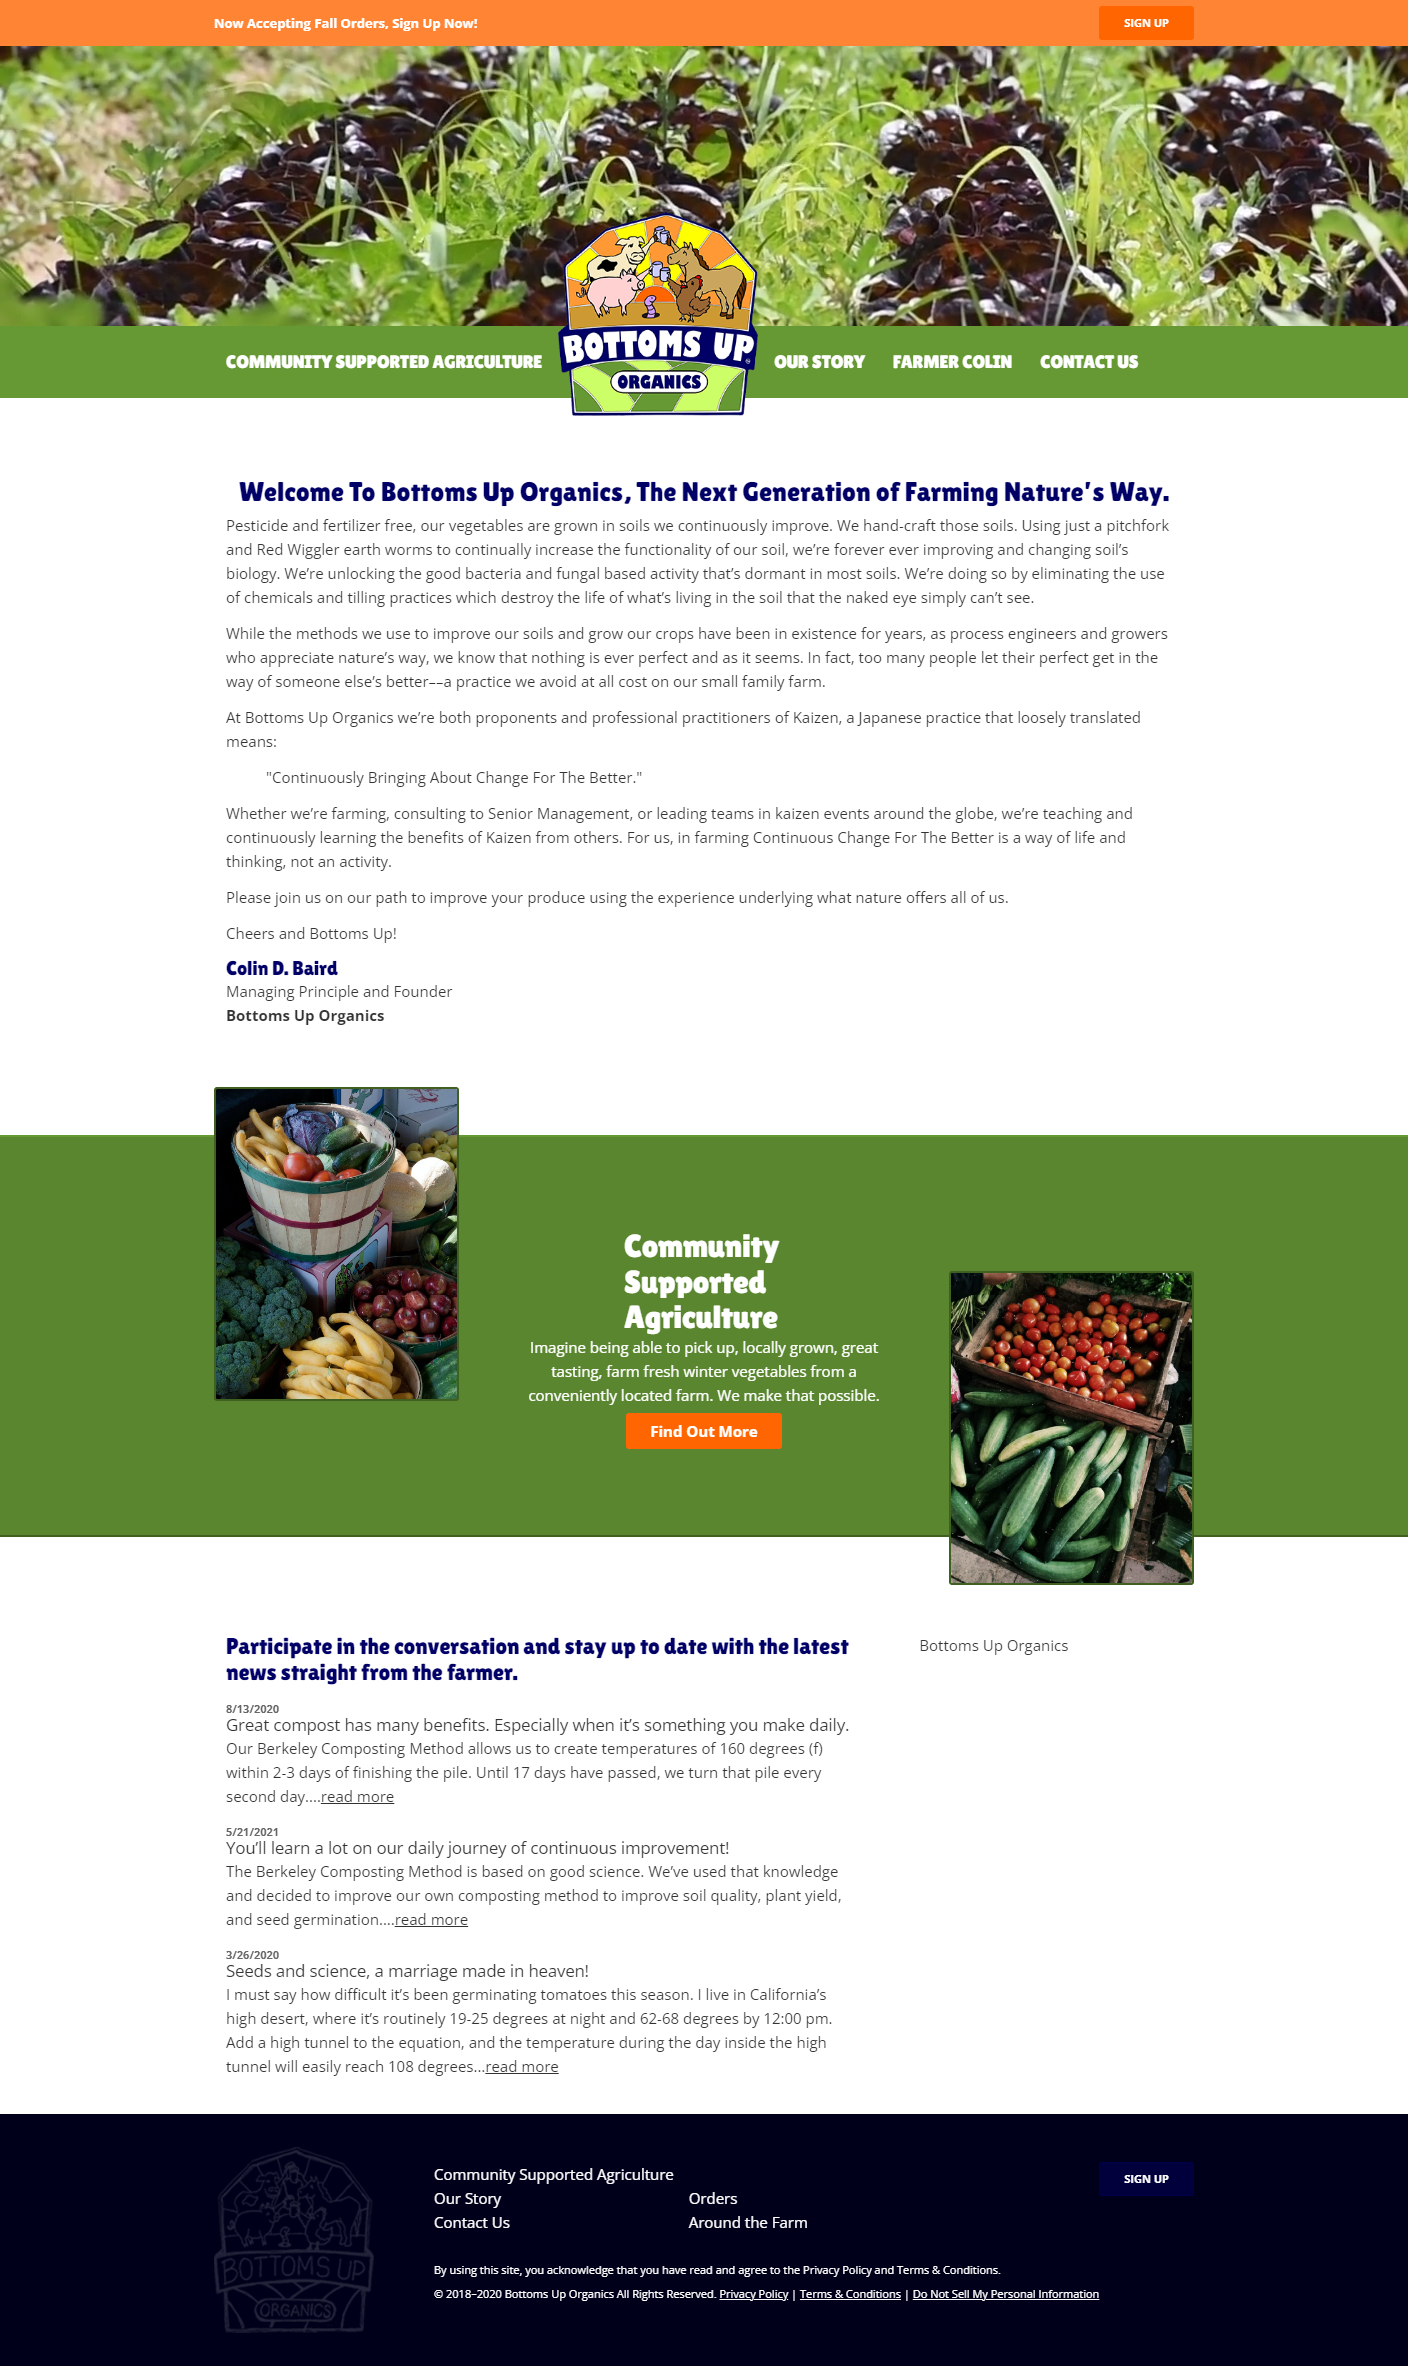 Now Accepting Fall Orders, Sign Up Now!
SIGN UP
BOTTOMS UP
ORGANICS
COMMUNITY SUPPORTED AGRICULTURE
OUR STORY
FARMER COLIN
CONTACT US
Welcome To Bottoms Up Organics, The Next Generation of Farming Nature's Way.
Pesticide and fertilizer free, our vegetables are grown in soils we continuously improve. We hand-craft those soils. Using just a pitchfork
and Red Wiggler earth worms to continually increase the functionality of our soil, we’re forever ever improving and changing soil’s
biology. We’re unlocking the good bacteria and fungal based activity that’s dormant in most soils. We’re doing so by eliminating the use
of chemicals and tilling practices which destroy the life of what’s living in the soil that the naked eye simply can’t see.
While the methods we use to improve our soils and grow our crops have been in existence for years, as process engineers and growers
who appreciate nature’s way, we know that nothing is ever perfect and as it seems. In fact, too many people let their perfect get in the
way of someone else’s better––a practice we avoid at all cost on our small family farm.
At Bottoms Up Organics we’re both proponents and professional practitioners of Kaizen, a Japanese practice that loosely translated
means:
"Continuously Bringing About Change For The Better."
Whether we’re farming, consulting to Senior Management, or leading teams in kaizen events around the globe, we’re teaching and
continuously learning the benefits of Kaizen from others. For us, in farming Continuous Change For The Better is a way of life and
thinking, not an activity.
Please join us on our path to improve your produce using the experience underlying what nature offers all of us.
Cheers and Bottoms Up!
Colin D. Baird
Managing Principle and Founder
Bottoms Up Organics
Community
Supported
Agriculture
Imagine being able to pick up, locally grown, great
tasting, farm fresh winter vegetables from a
conveniently located farm. We make that possible.
Find Out More
Participate in the conversation and stay up to date with the latest
news straight from the farmer.
Bottoms Up Organics
8/13/2020
Great compost has many benefits. Especially when it’s something you make daily.
Our Berkeley Composting Method allows us to create temperatures of 160 degrees (f)
within 2-3 days of finishing the pile. Until 17 days have passed, we turn that pile every
second day....read more
5/21/2021
You’ll learn a lot on our daily journey of continuous improvement!
The Berkeley Composting Method is based on good science. We’ve used that knowledge
and decided to improve our own composting method to improve soil quality, plant yield,
and seed germination....read more
3/26/2020
Seeds and science, a marriage made in heaven!
I must say how difficult it’s been germinating tomatoes this season. I live in California’s
high desert, where it’s routinely 19-25 degrees at night and 62-68 degrees by 12:00 pm.
Add a high tunnel to the equation, and the temperature during the day inside the high
tunnel will easily reach 108 degrees...read more
BOTTOMS UP
ORGANICS
Community Supported Agriculture
Our Story
Orders
Contact Us
Around the Farm
SIGN UP
By using this site, you acknowledge that you have read and agree to the Privacy Policy and Terms & Conditions.
© 2018–2020 Bottoms Up Organics All Rights Reserved. Privacy Policy | Terms & Conditions | Do Not Sell My Personal Information